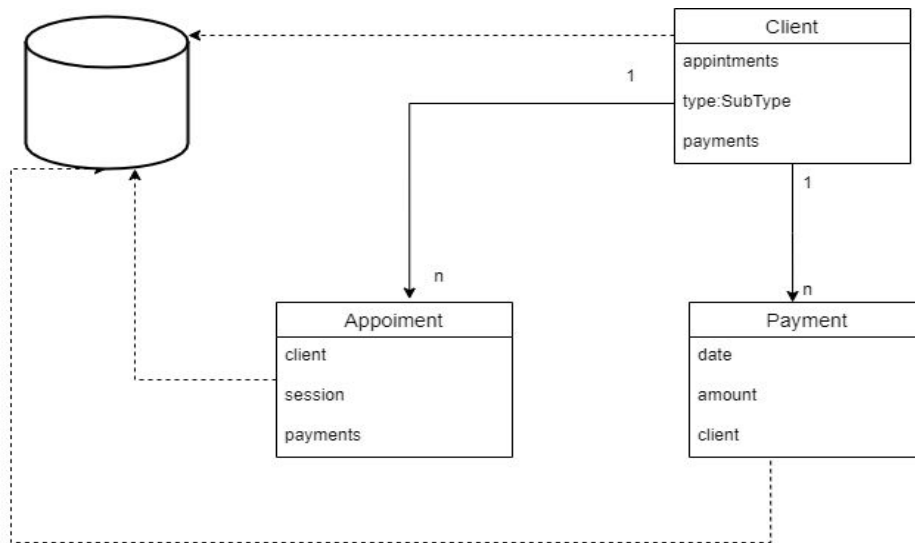 Client
appintments
type:SubType
payments
1
1
n
n
Appoiment
client
session
payments
Payment
date
amount
client